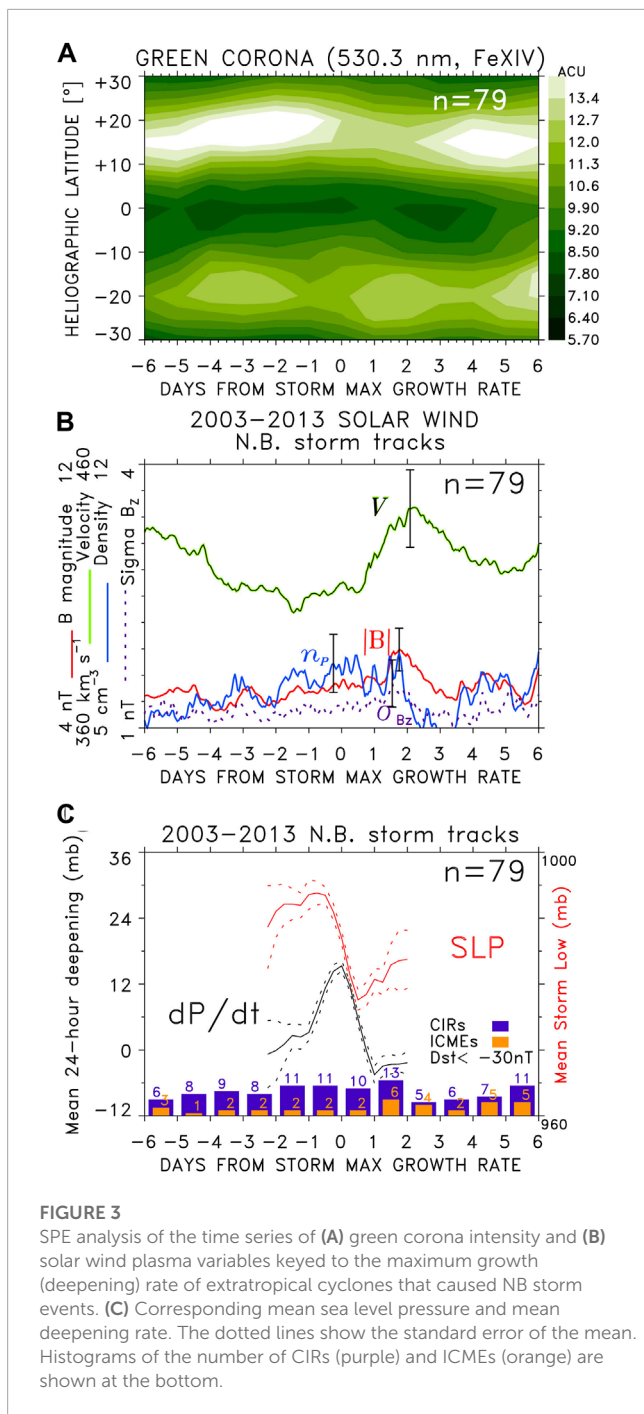 A
GREEN CORONA (530.3 nm, FeXIV)
ACU
n=79
+30
+20
+10
0
−10
−20
−30
HELIOGRAPHIC LATITUDE [°]
13.4
12.7
12.0
11.3
10.6
9.90
9.20
8.50
7.80
7.10
6.40
5.70
−6 −5 −4 −3 −2 −1 0 1 2 3 4 5 6
DAYS FROM STORM MAX GROWTH RATE
B
2003−2013 SOLAR WIND
N.B. storm tracks
n=79
4 nT B magnitude 12
360 km s−1 Velocity 460
5 cm−3 Density 12
1 nT Sigma Bz 4
V
np
|B|
σBz
−6 −5 −4 −3 −2 −1 0 1 2 3 4 5 6
DAYS FROM STORM MAX GROWTH RATE
C
2003−2013 N.B. storm tracks
n=79
Mean 24−hour deepening (mb)
36
24
12
0
−12
1000
960
Mean Storm Low (mb)
SLP
dP/dt
CIRs
ICMEs
Dst< −30nT
6 8 9 8 11 11 10 13 5 6 7 11
3 1 2 2 2 2 2 6 4 2 5 5
−6 −5 −4 −3 −2 −1 0 1 2 3 4 5 6
DAYS FROM STORM MAX GROWTH RATE
FIGURE 3
SPE analysis of the time series of (A) green corona intensity and (B)
solar wind plasma variables keyed to the maximum growth
(deepening) rate of extratropical cyclones that caused NB storm
events. (C) Corresponding mean sea level pressure and mean
deepening rate. The dotted lines show the standard error of the mean.
Histograms of the number of CIRs (purple) and ICMEs (orange) are
shown at the bottom.